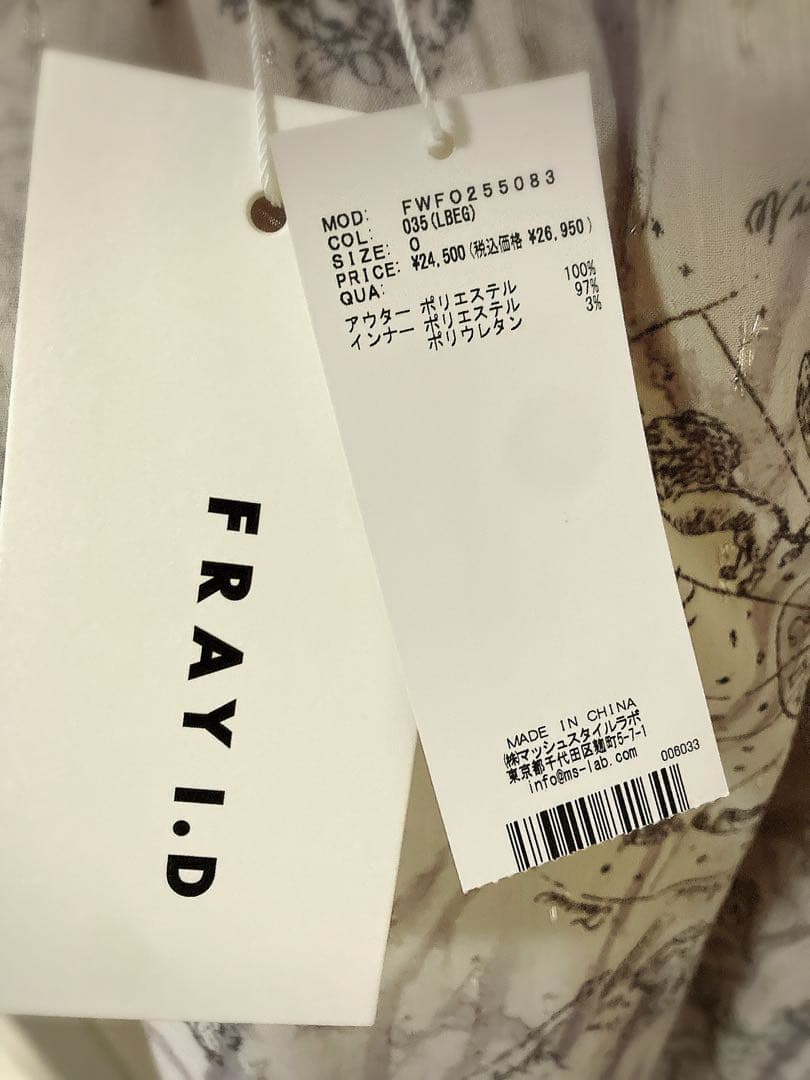 FRAY I.D
MOD: FWFO255083
COL: 035(LBEG)
SIZE: 0
PRICE: ¥24,500(税込価格 ¥26,950)
QUA:
アウター ポリエステル 100%
インナー ポリエステル 97%
ポリウレタン 3%
MADE IN CHINA
㈱マッシュスタイルラボ
東京都千代田区麹町5-7-1
info@ms-lab.com 006033